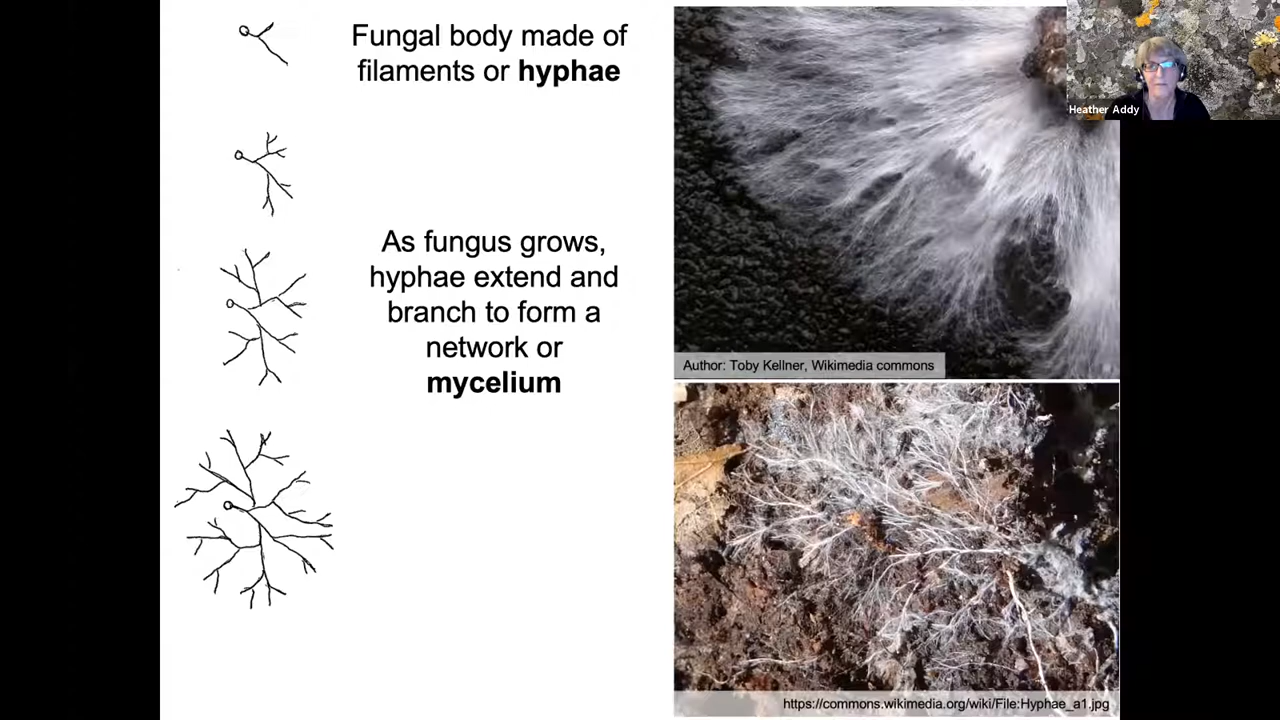 Fungal body made of
filaments or hyphae
As fungus grows,
hyphae extend and
branch to form a
network or
mycelium
Heather Addy
Author: Toby Kellner, Wikimedia commons
https://commons.wikimedia.org/wiki/File:Hyphae_a1.jpg